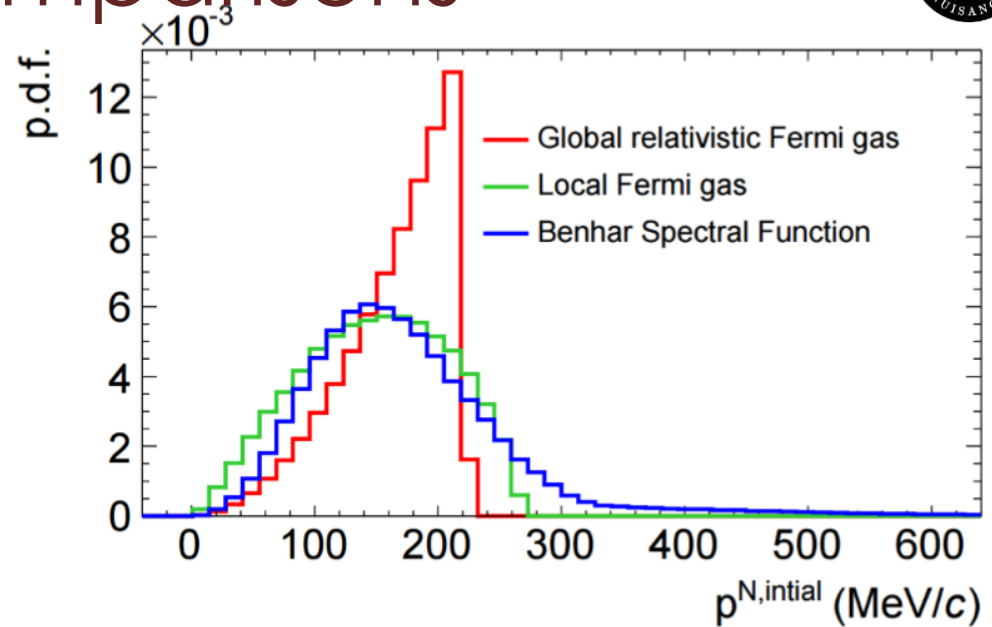 ×10⁻³
p.d.f.
12
10
8
6
4
2
0
Global relativistic Fermi gas
Local Fermi gas
Benhar Spectral Function
0 100 200 300 400 500 600
p^N,intial (MeV/c)